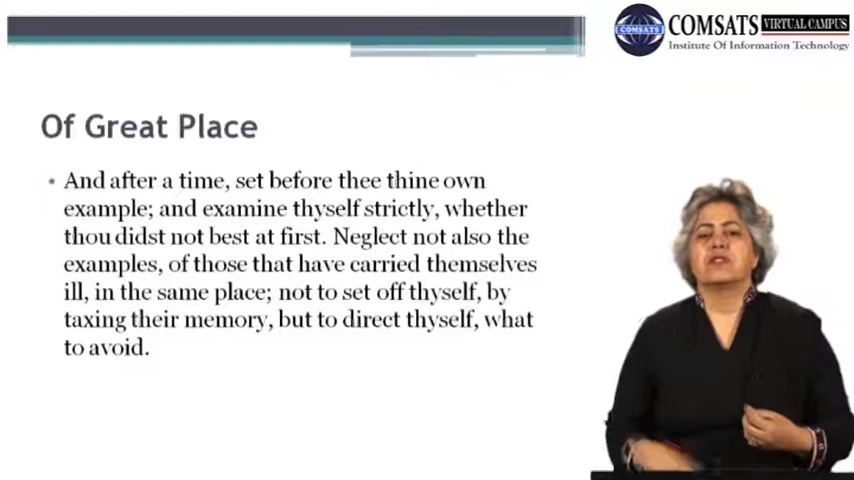 COMSATS
COMSATS VIRTUAL CAMPUS
Institute Of Information Technology
Of Great Place
• And after a time, set before thee thine own
example; and examine thyself strictly, whether
thou didst not best at first. Neglect not also the
examples, of those that have carried themselves
ill, in the same place; not to set off thyself, by
taxing their memory, but to direct thyself, what
to avoid.